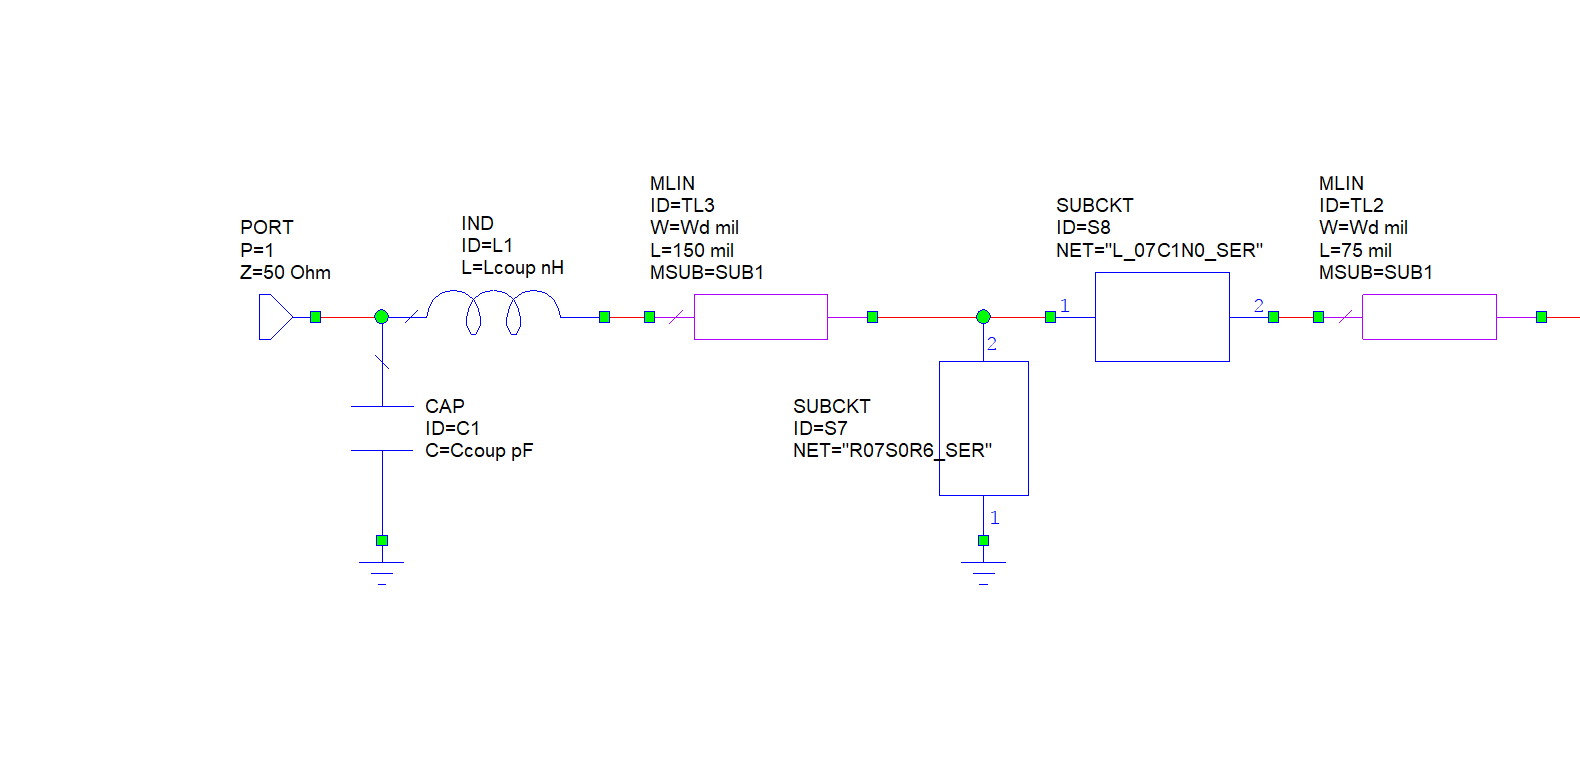 PORT
P=1
Z=50 Ohm
IND
ID=L1
L=Lcoup nH
MLIN
ID=TL3
W=Wd mil
L=150 mil
MSUB=SUB1
SUBCKT
ID=S8
NET="L_07C1N0_SER"
MLIN
ID=TL2
W=Wd mil
L=75 mil
MSUB=SUB1
1
2
2
CAP
ID=C1
C=Ccoup pF
SUBCKT
ID=S7
NET="R07S0R6_SER"
1